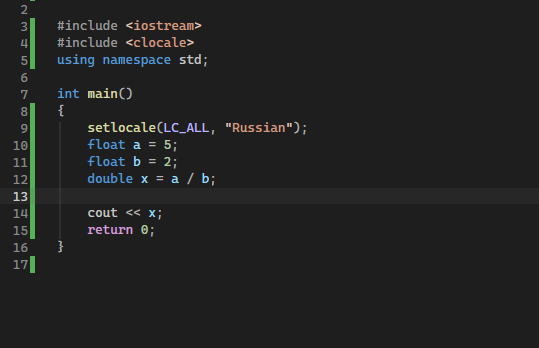 2
3 #include <iostream>
4 #include <clocale>
5 using namespace std;
6
7 int main()
8 {
9 setlocale(LC_ALL, "Russian");
10 float a = 5;
11 float b = 2;
12 double x = a / b;
13
14 cout << x;
15 return 0;
16 }
17